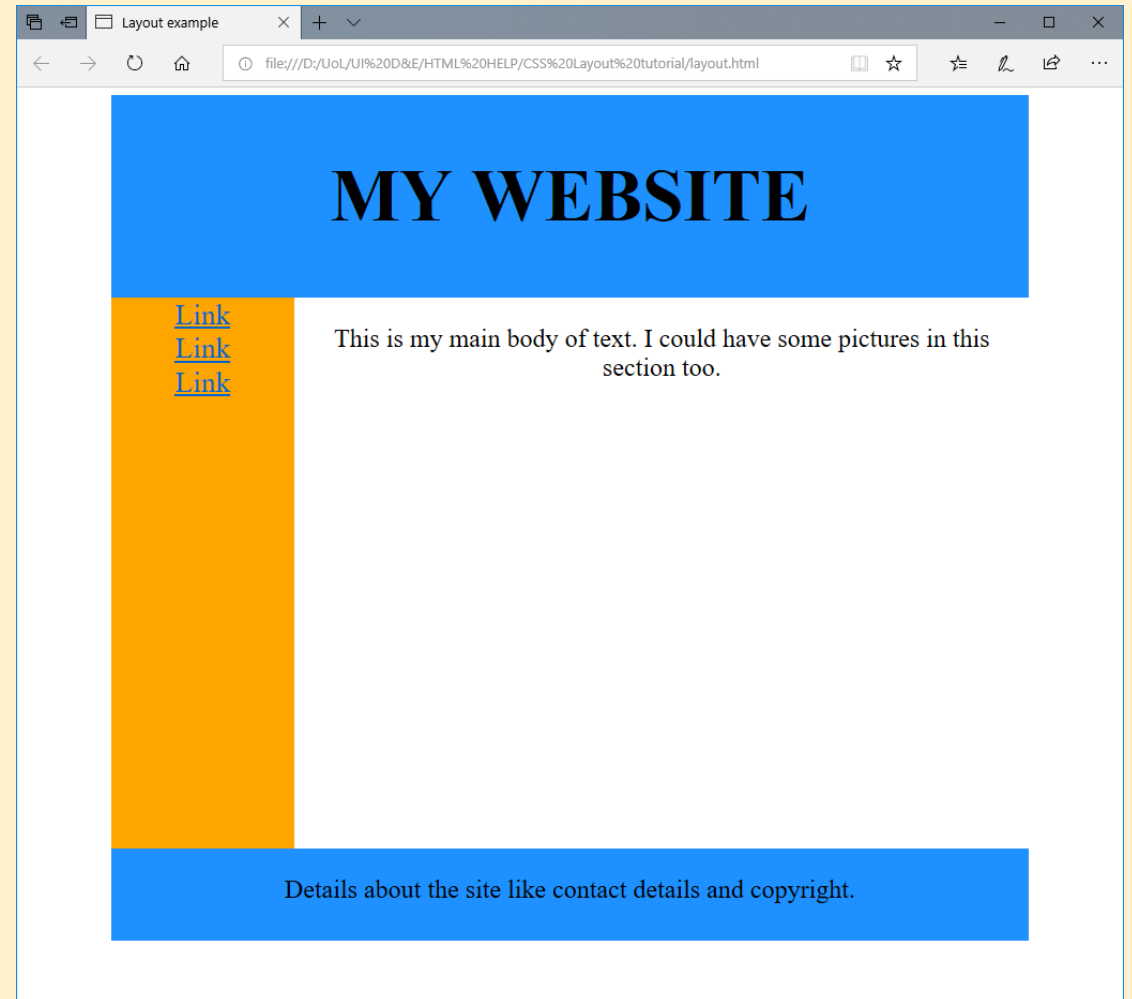 Layout example
file:///D:/UoL/UI%20D&E/HTML%20HELP/CSS%20Layout%20tutorial/layout.html
MY WEBSITE
Link
Link
Link
This is my main body of text. I could have some pictures in this
section too.
Details about the site like contact details and copyright.